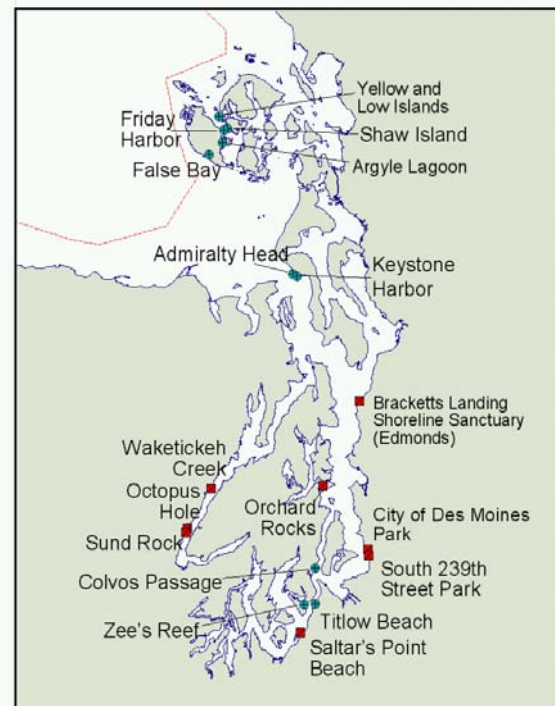 Yellow and
Low Islands
Friday
Harbor
Shaw Island
False Bay
Argyle Lagoon
Admiralty Head
Keystone
Harbor
Bracketts Landing
Shoreline Sanctuary
(Edmonds)
Waketickeh
Creek
Octopus
Hole
Orchard
Rocks
City of Des Moines
Park
Sund Rock
South 239th
Street Park
Colvos Passage
Zee's Reef
Titlow Beach
Saltar's Point
Beach